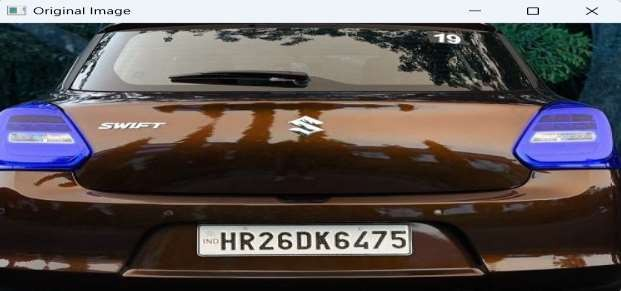 Original Image
19
SWIFT
IND HR26DK6475